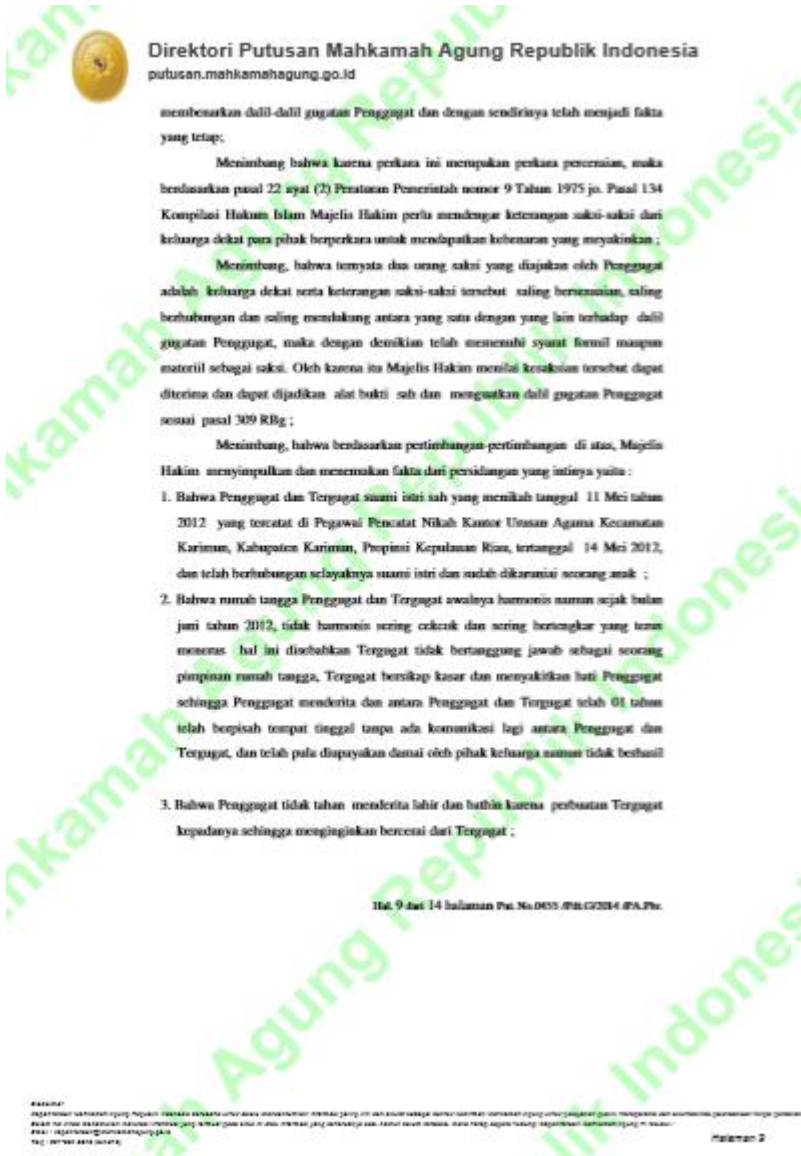 Direktori Putusan Mahkamah Agung Republik Indonesia
putusan.mahkamahagung.go.id
membenarkan dalil-dalil gugatan Penggugat dan dengan sendirinya telah menjadi fakta
yang tetap;
Menimbang bahwa karena perkara ini merupakan perkara perceraian, maka
berdasarkan pasal 22 ayat (2) Peraturan Pemerintah nomor 9 Tahun 1975 jo. Pasal 134
Kompilasi Hukum Islam Majelis Hakim perlu mendengar keterangan saksi-saksi dari
keluarga dekat para pihak berperkara untuk mendapatkan kebenaran yang meyakinkan ;
Menimbang, bahwa ternyata dua orang saksi yang diajukan oleh Penggugat
adalah keluarga dekat serta keterangan saksi-saksi tersebut saling bersesuaian, saling
berhubungan dan saling mendukung antara yang satu dengan yang lain terhadap dalil
gugatan Penggugat, maka dengan demikian telah memenuhi syarat formil maupun
materiil sebagai saksi. Oleh karena itu Majelis Hakim menilai kesaksian tersebut dapat
diterima dan dapat dijadikan alat bukti sah dan menguatkan dalil gugatan Penggugat
sesuai pasal 309 RBg ;
Menimbang, bahwa berdasarkan pertimbangan-pertimbangan di atas, Majelis
Hakim menyimpulkan dan menemukan fakta dari persidangan yang intinya yaitu :
1. Bahwa Penggugat dan Tergugat suami istri sah yang menikah tanggal 11 Mei tahun
2012 yang tercatat di Pegawai Pencatat Nikah Kantor Urusan Agama Kecamatan
Karimun, Kabupaten Karimun, Propinsi Kepulauan Riau, tertanggal 14 Mei 2012,
dan telah berhubungan selayaknya suami istri dan sudah dikaruniai seorang anak ;
2. Bahwa rumah tangga Penggugat dan Tergugat awalnya harmonis namun sejak bulan
juni tahun 2012, tidak harmonis sering cekcok dan sering bertengkar yang terus
meneras hal ini disebabkan Tergugat tidak bertanggung jawab sebagai seorang
pimpinan rumah tangga, Tergugat bersikap kasar dan menyakitkan hati Penggugat
sehingga Penggugat menderita dan antara Penggugat dan Tergugat telah 01 tahun
telah berpisah tempat tinggal tanpa ada komunikasi lagi antara Penggugat dan
Tergugat, dan telah pula diupayakan damai oleh pihak keluarga namun tidak berhasil
3. Bahwa Penggugat tidak tahan menderita lahir dan bathin karena perbuatan Tergugat
kepadanya sehingga menginginkan bercerai dari Tergugat ;
Hal. 9 dari 14 halaman Put. No.0455 /Pdt.G/2014 /PA.Pbr.
Halaman 9